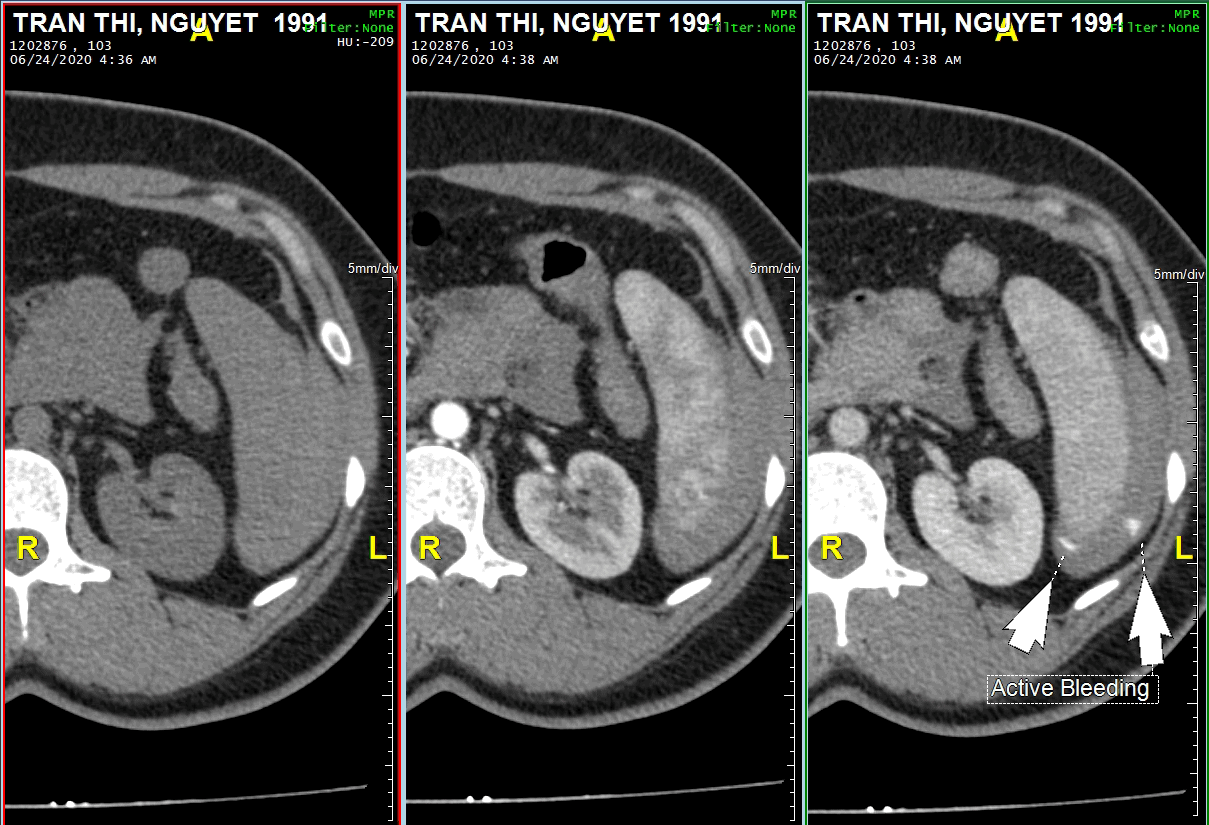 TRAN THI, NGUYET 1991
MPR
A
Filter:None
1202876 , 103
HU:-209
06/24/2020 4:36 AM
5mm/div
R
L
TRAN THI, NGUYET 1991
MPR
A
Filter:None
1202876 , 103
06/24/2020 4:38 AM
5mm/div
R
L
TRAN THI, NGUYET 1991
MPR
A
Filter:None
1202876 , 103
06/24/2020 4:38 AM
5mm/div
R
L
Active Bleeding